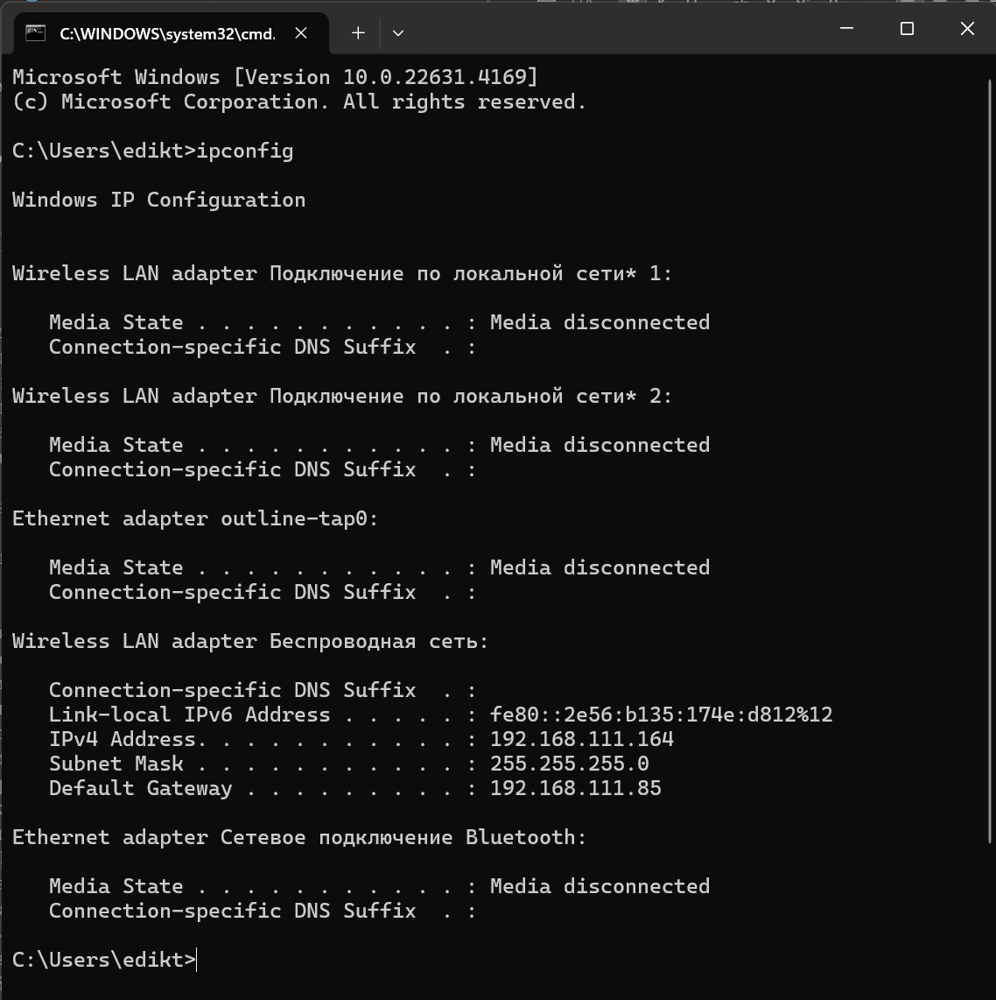 C:\WINDOWS\system32\cmd.
Microsoft Windows [Version 10.0.22631.4169]
(c) Microsoft Corporation. All rights reserved.
C:\Users\edikt>ipconfig
Windows IP Configuration
Wireless LAN adapter Подключение по локальной сети* 1:
Media State . . . . . . . . . . . : Media disconnected
Connection-specific DNS Suffix  . :
Wireless LAN adapter Подключение по локальной сети* 2:
Media State . . . . . . . . . . . : Media disconnected
Connection-specific DNS Suffix  . :
Ethernet adapter outline-tap0:
Media State . . . . . . . . . . . : Media disconnected
Connection-specific DNS Suffix  . :
Wireless LAN adapter Беспроводная сеть:
Connection-specific DNS Suffix  . :
Link-local IPv6 Address . . . . . : fe80::2e56:b135:174e:d812%12
IPv4 Address. . . . . . . . . . . : 192.168.111.164
Subnet Mask . . . . . . . . . . . : 255.255.255.0
Default Gateway . . . . . . . . . : 192.168.111.85
Ethernet adapter Сетевое подключение Bluetooth:
Media State . . . . . . . . . . . : Media disconnected
Connection-specific DNS Suffix  . :
C:\Users\edikt>